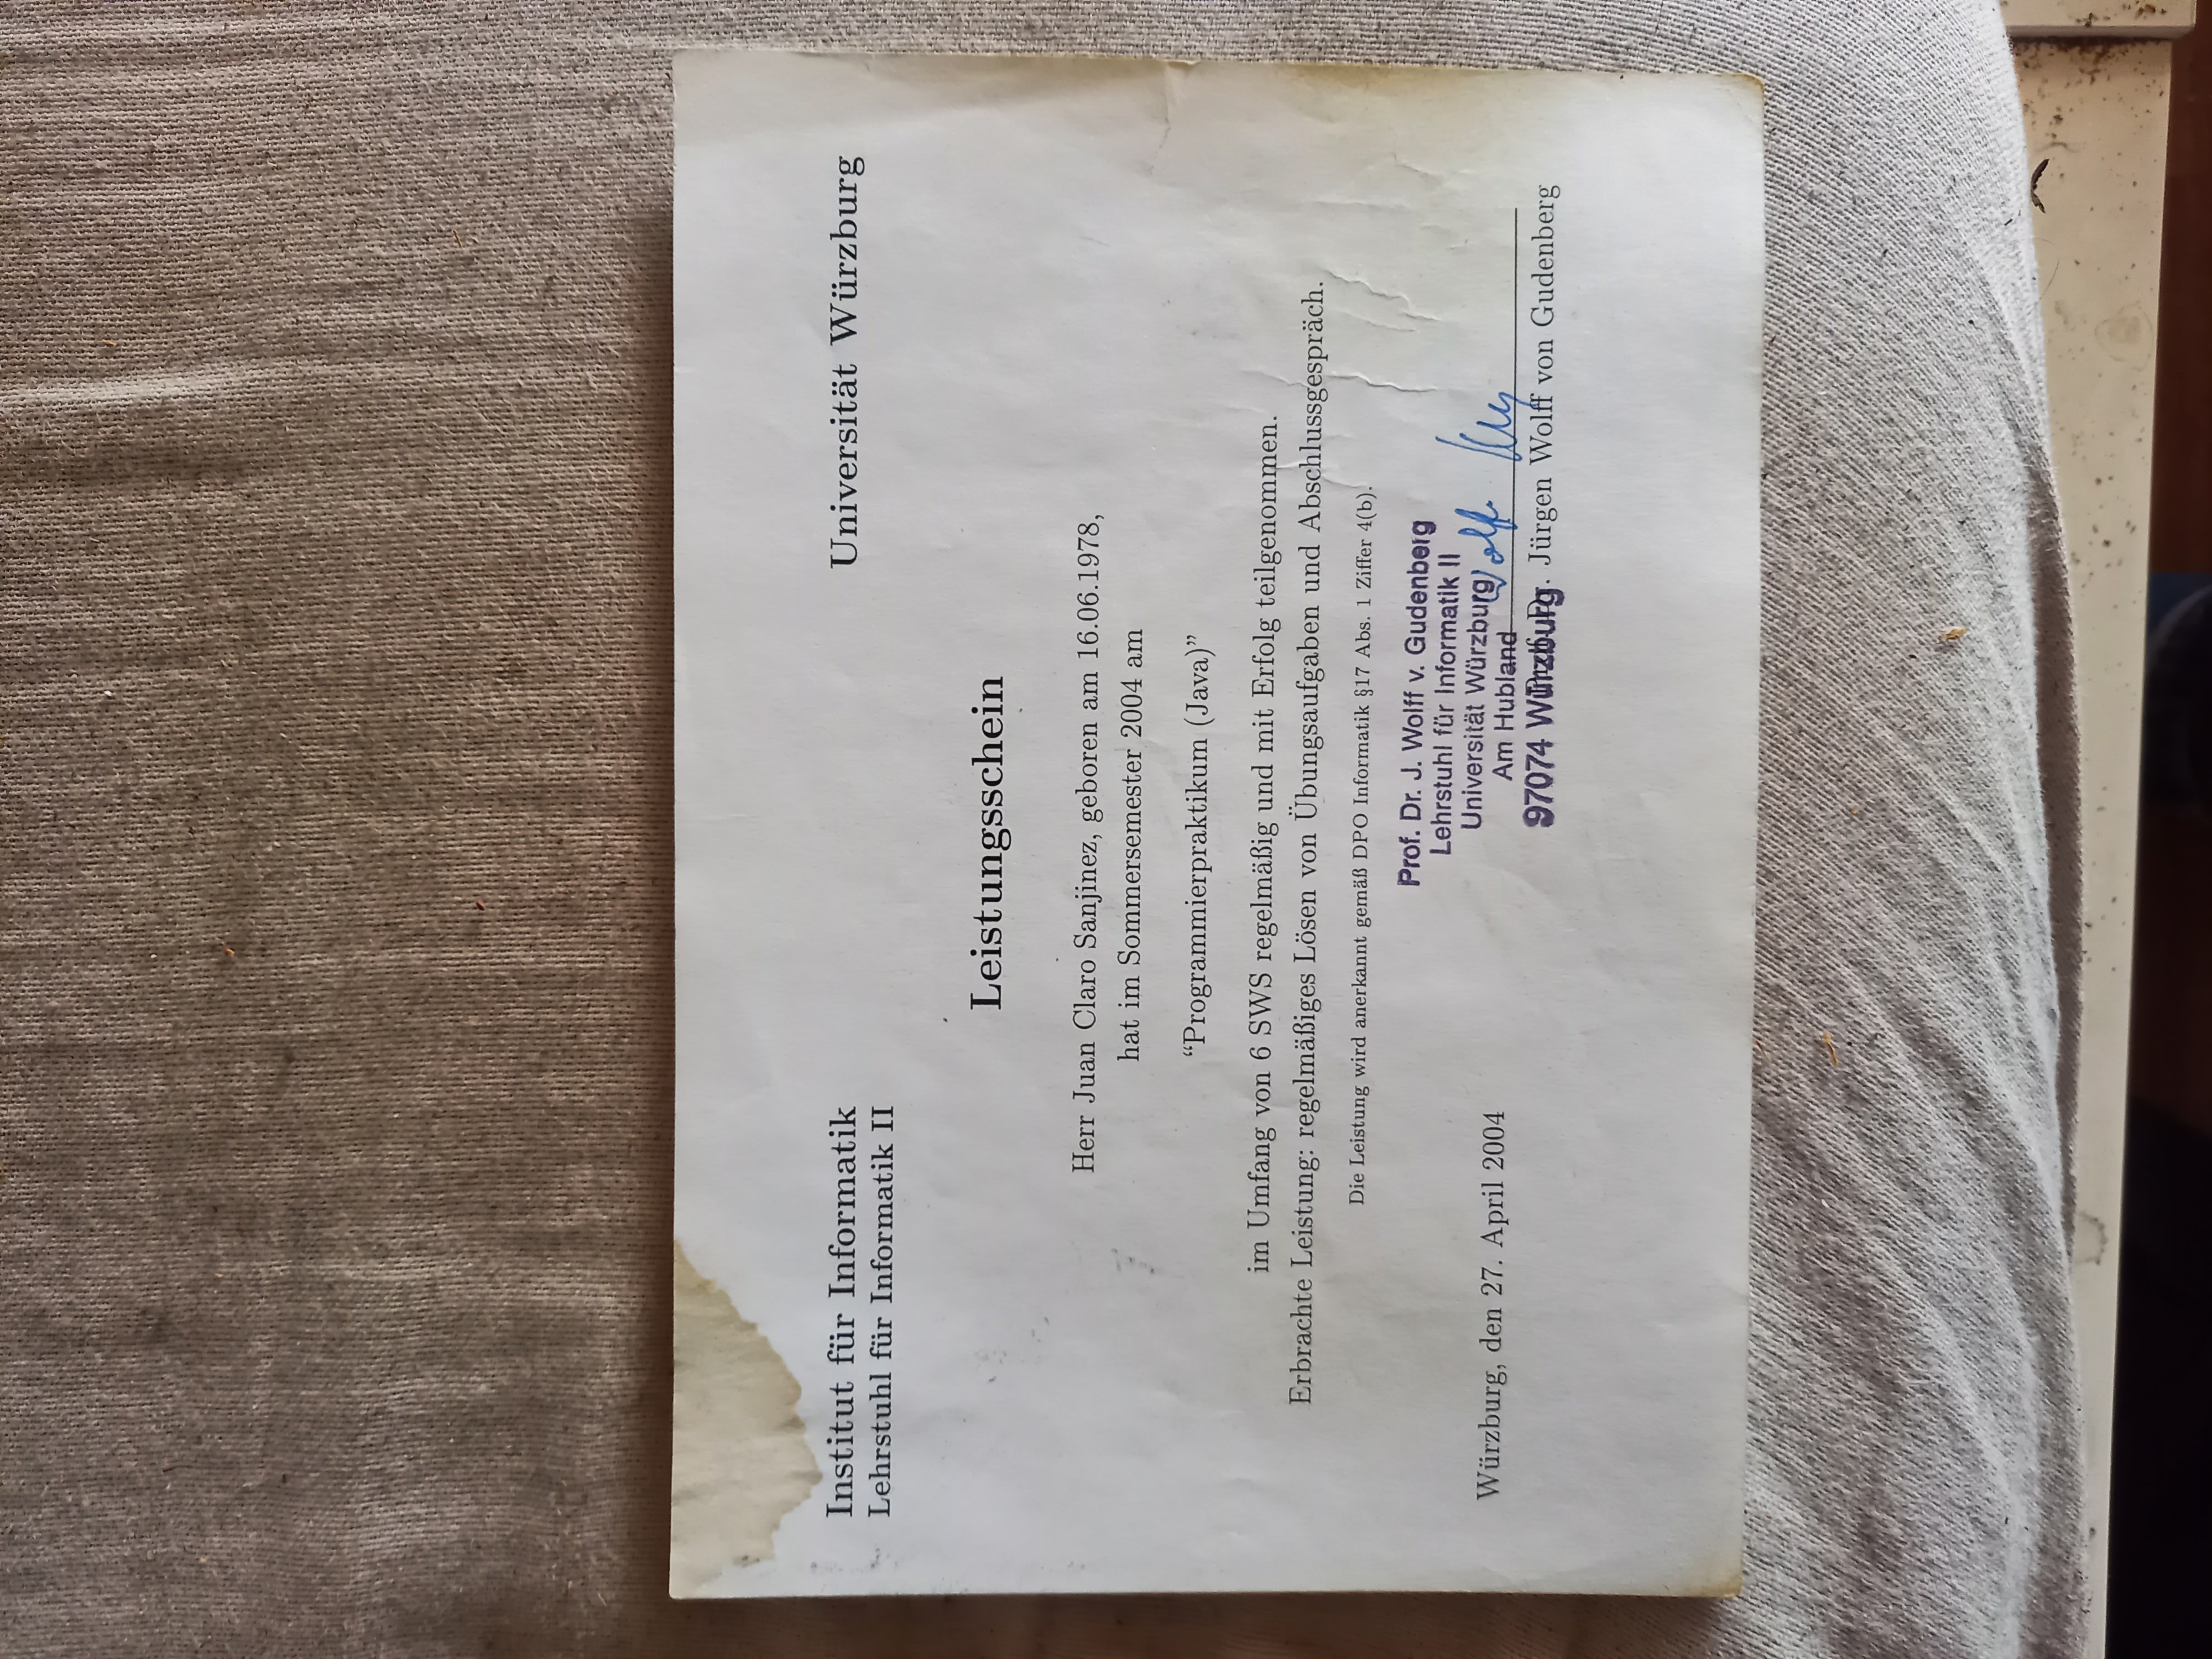 Institut für Informatik
Universität Würzburg
Lehrstuhl für Informatik II
Leistungsschein
Herr Juan Claro Sanjinez, geboren am 16.06.1978,
hat im Sommersemester 2004 am
“Programmierpraktikum (Java)”
im Umfang von 6 SWS regelmäßig und mit Erfolg teilgenommen.
Erbrachte Leistung: regelmäßiges Lösen von Übungsaufgaben und Abschlussgespräch.
Die Leistung wird anerkannt gemäß DPO Informatik §17 Abs. 1 Ziffer 4(b).
Prof. Dr. J. Wolff v. Gudenberg
Lehrstuhl für Informatik II
Universität Würzburg
Am Hubland
97074 Würzburg
Würzburg, den 27. April 2004
Wolff
Jürgen Wolff von Gudenberg